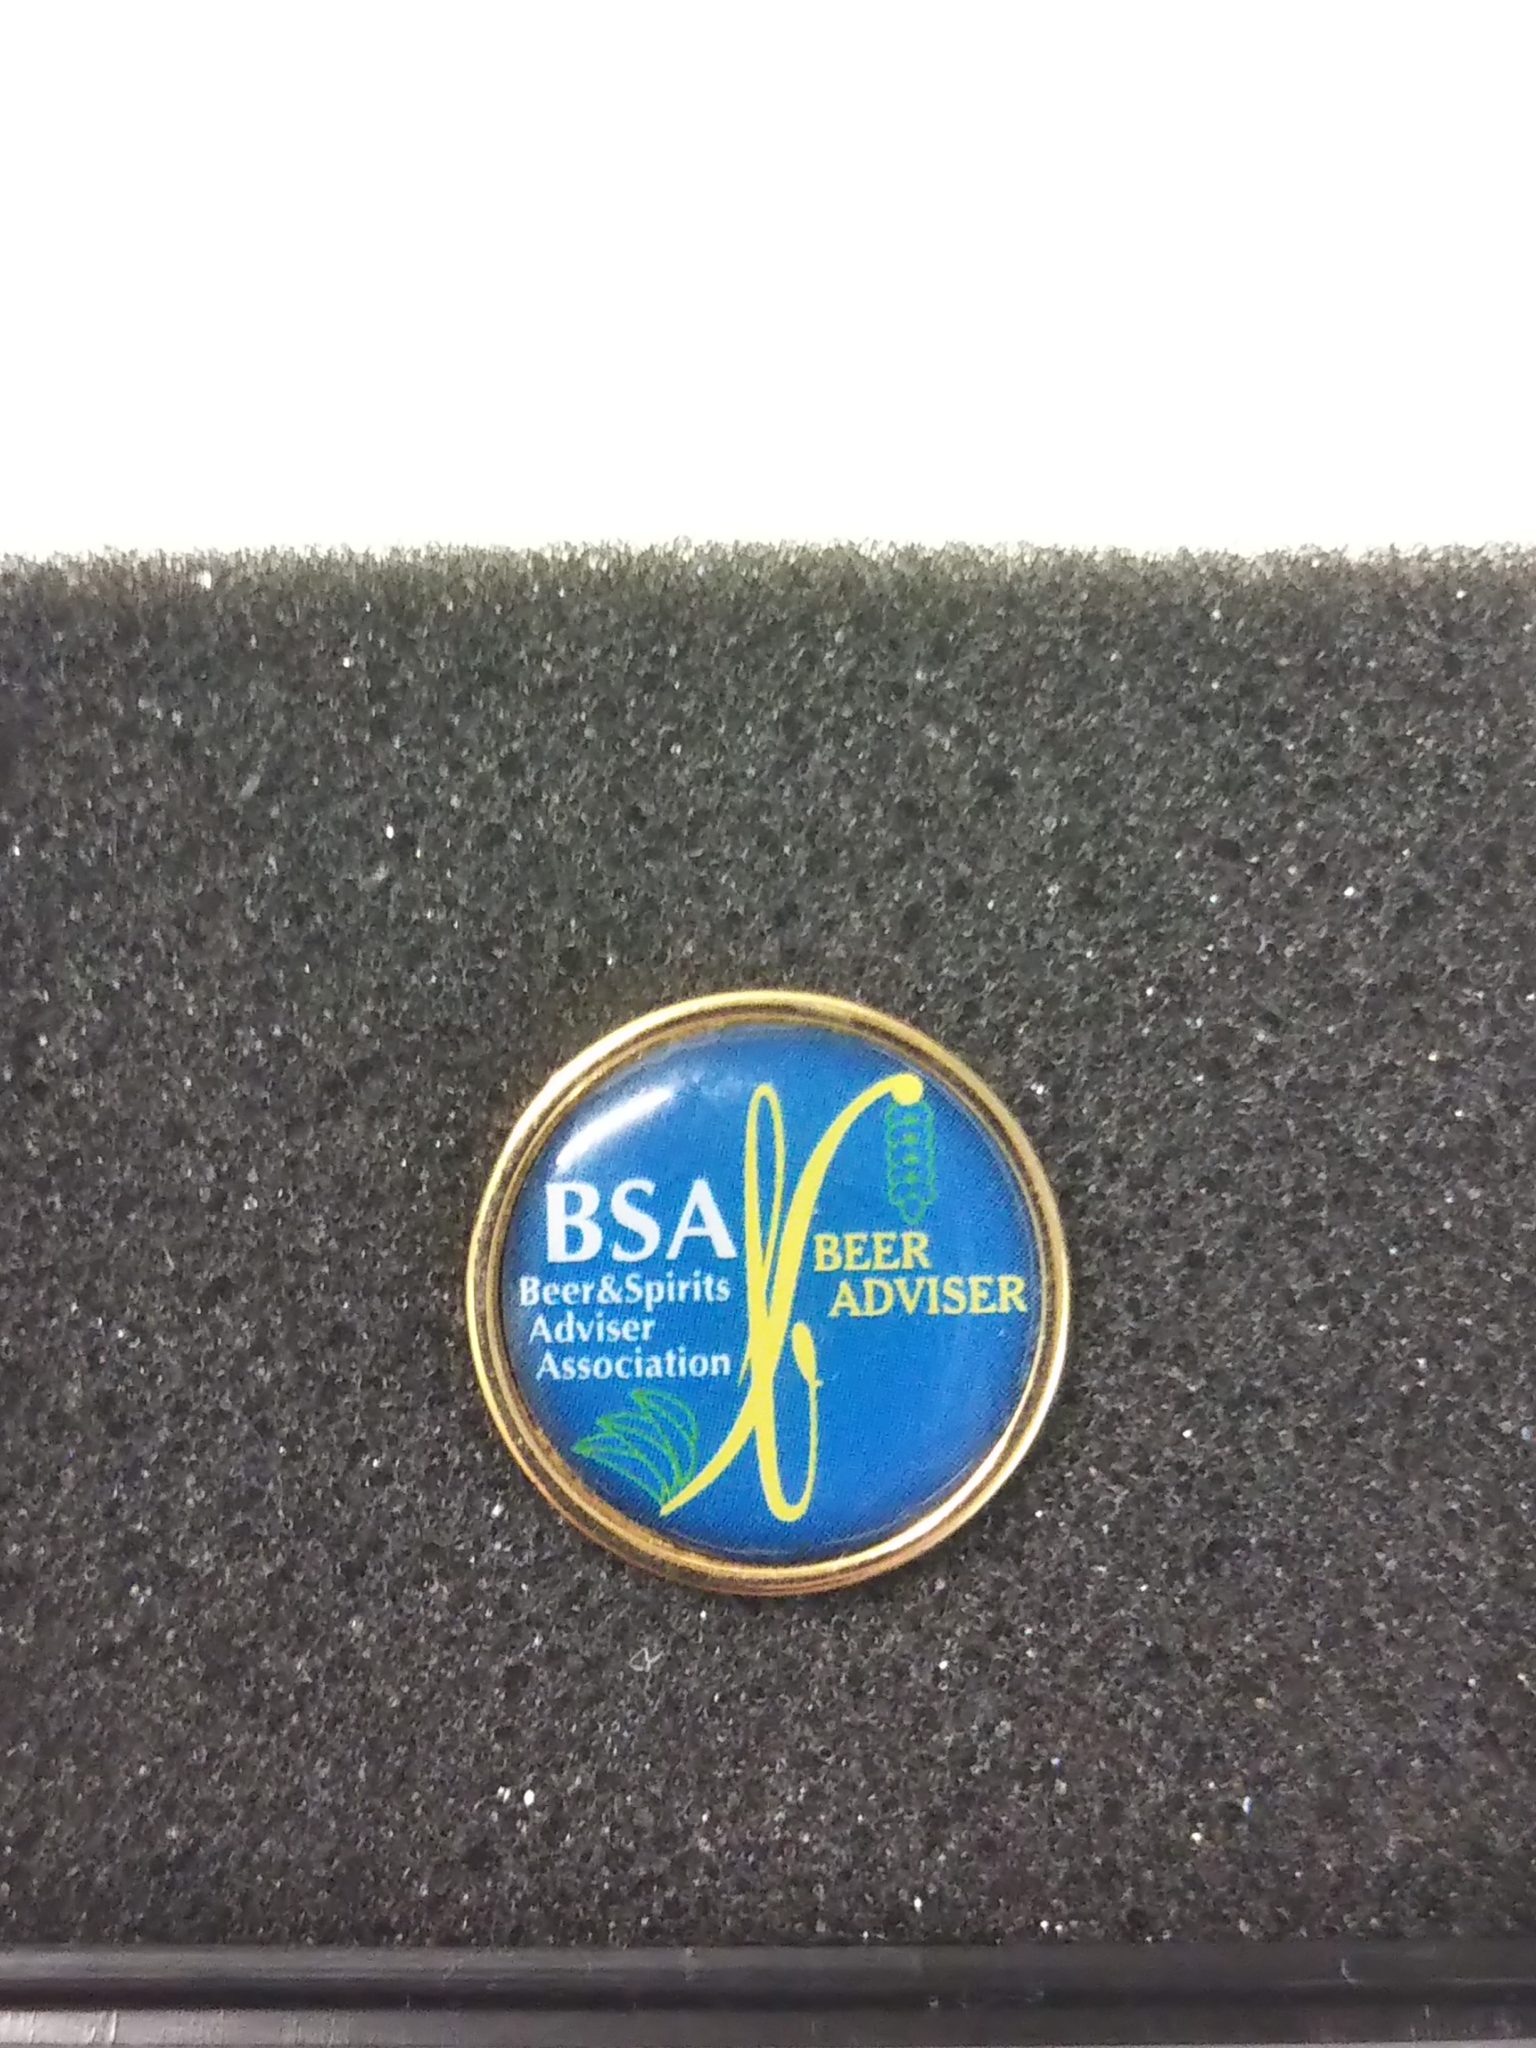 BSA
Beer&Spirits
Adviser
Association
BEER
ADVISER